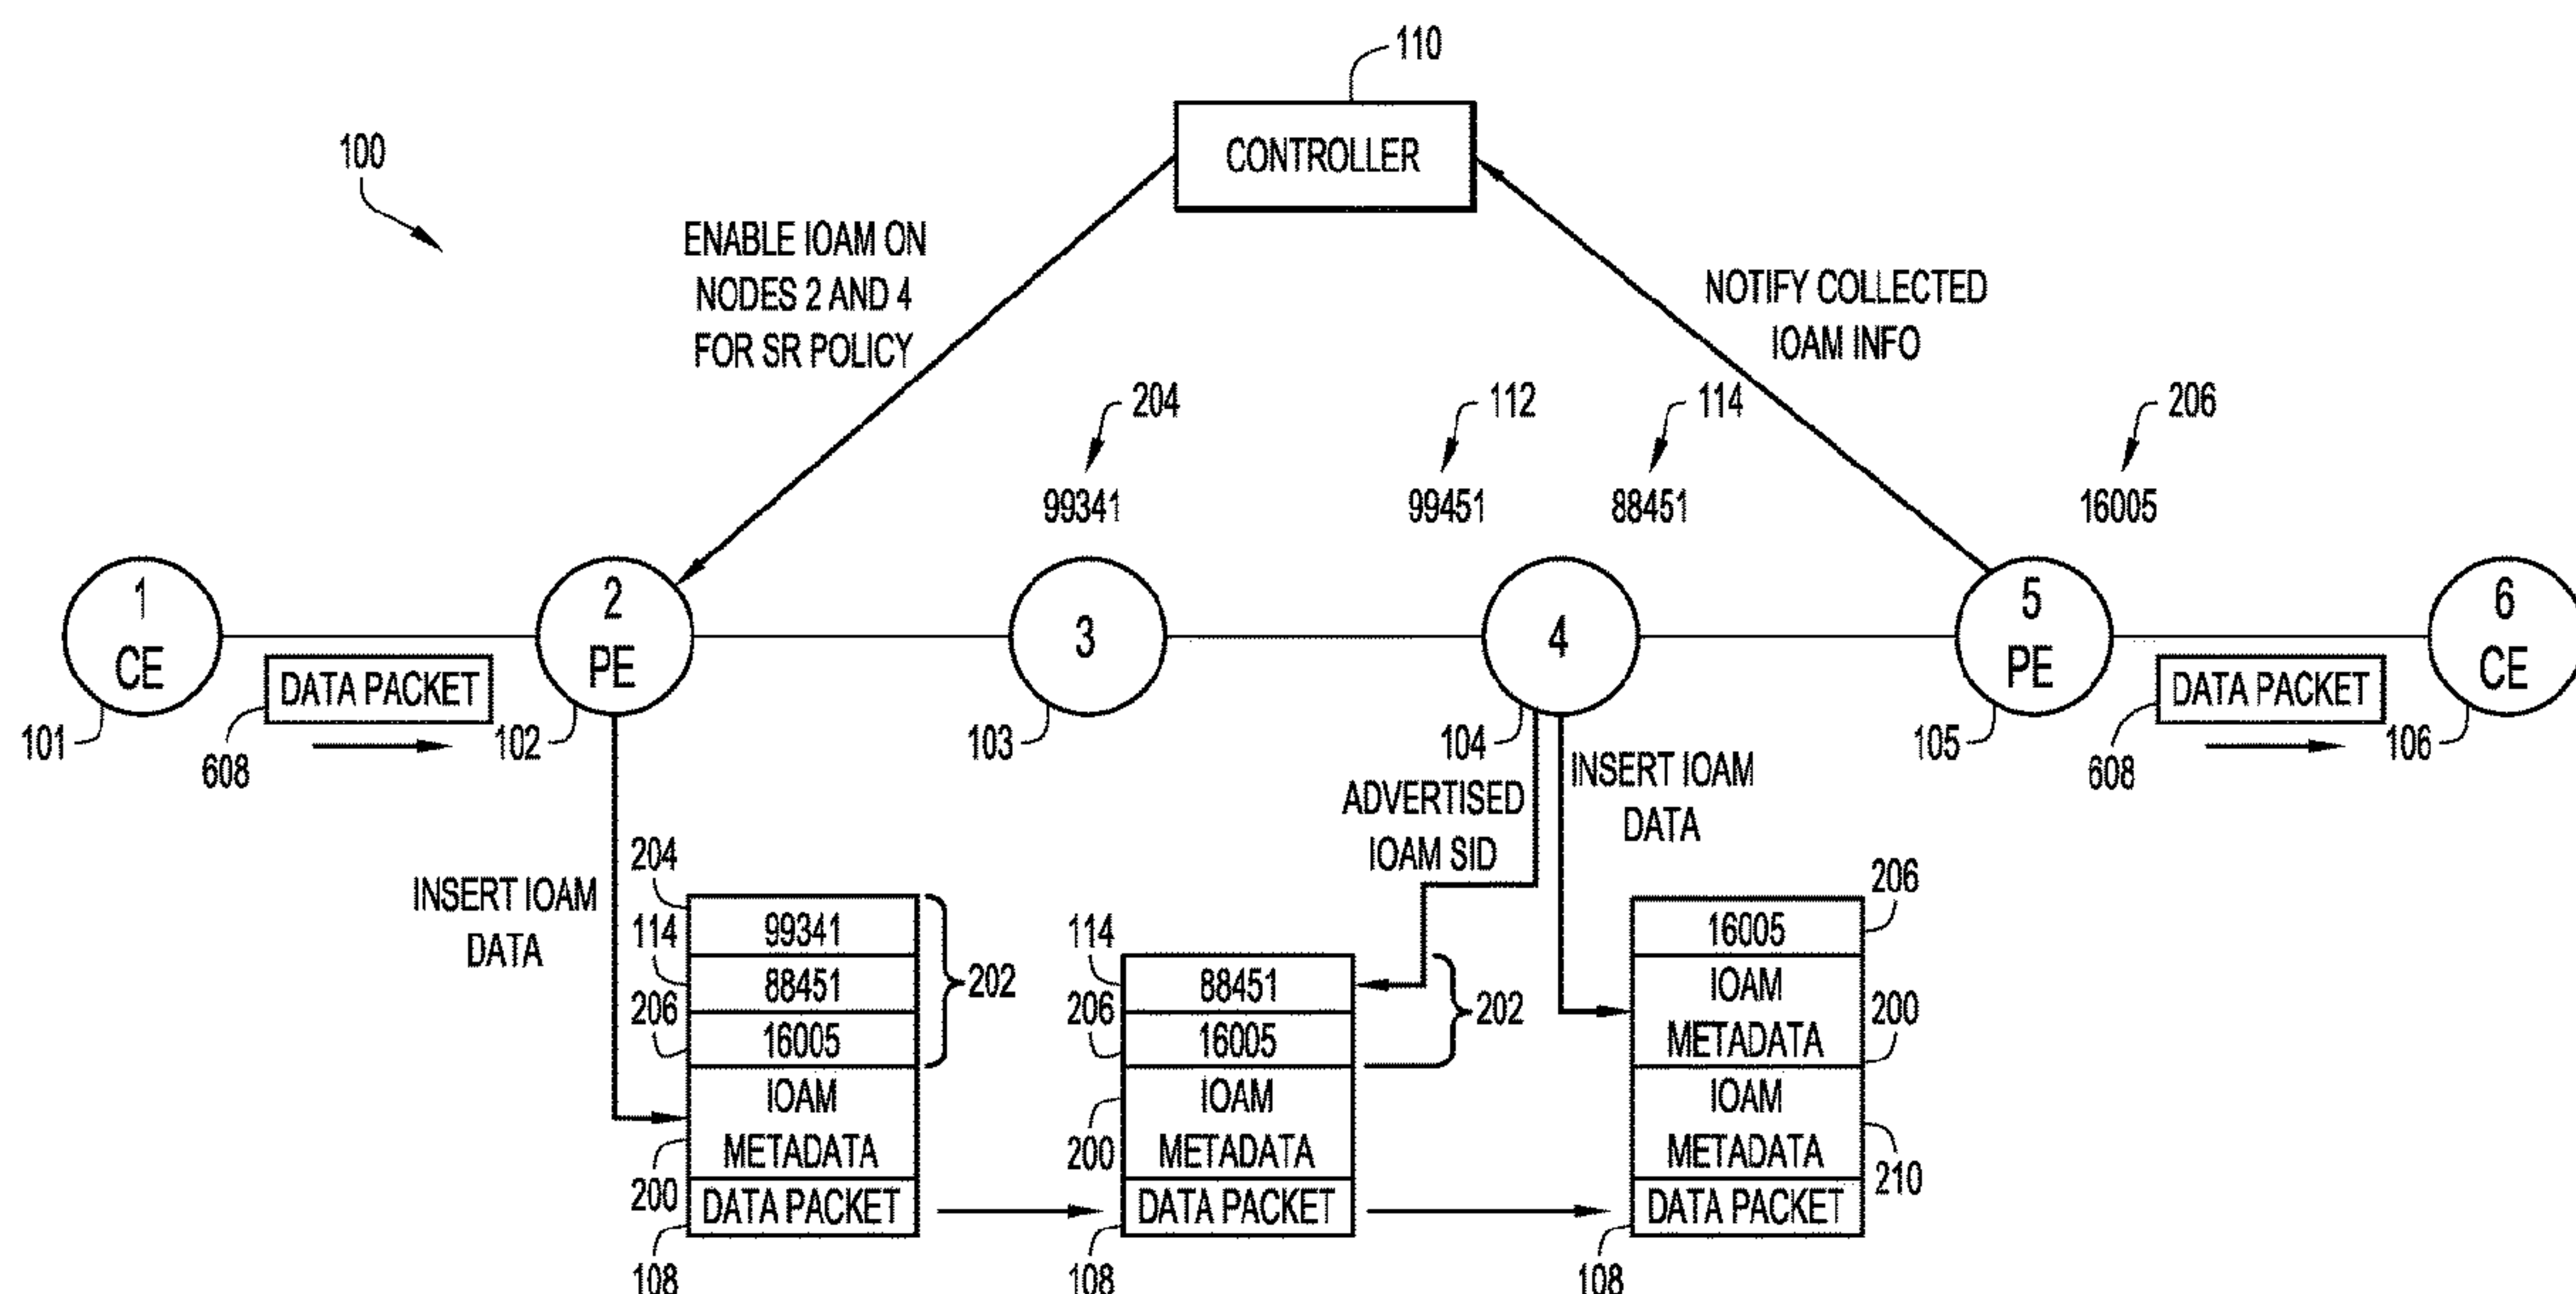 110
CONTROLLER
100
ENABLE IOAM ON
NODES 2 AND 4
FOR SR POLICY
NOTIFY COLLECTED
IOAM INFO
204
112
114
206
99341
99451
88451
16005
1
CE
2
PE
3
4
5
PE
6
CE
DATA PACKET
DATA PACKET
101
608
102
103
104
105
608
106
INSERT IOAM
DATA
ADVERTISED
IOAM SID
INSERT IOAM
DATA
204
114
206
99341
88451
16005
202
IOAM
METADATA
200
DATA PACKET
108
114
206
88451
16005
202
IOAM
METADATA
200
DATA PACKET
108
206
16005
IOAM
METADATA
200
IOAM
METADATA
210
DATA PACKET
108